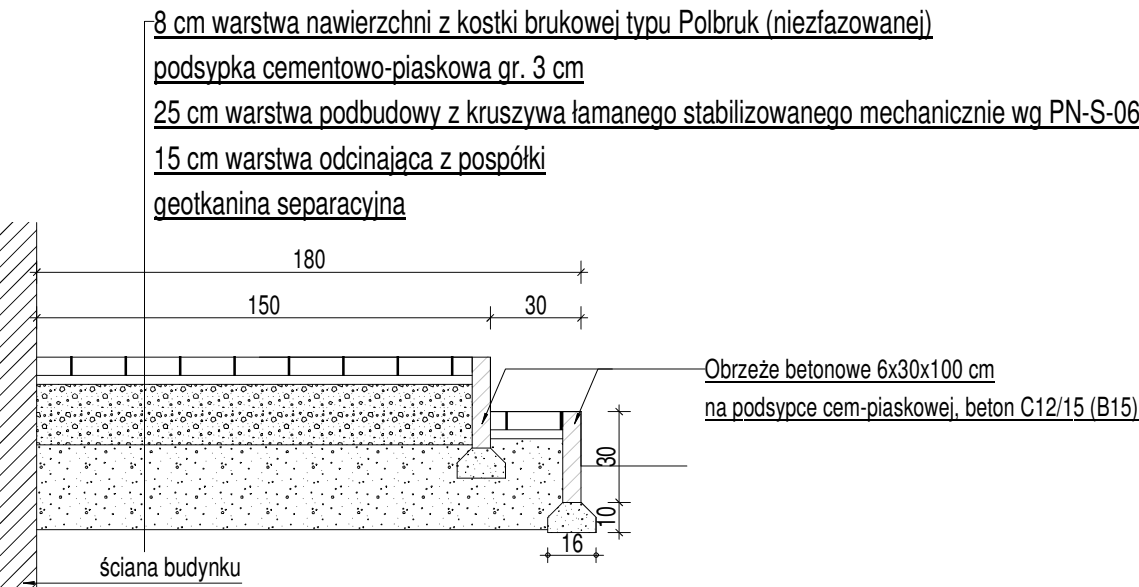 8 cm warstwa nawierzchni z kostki brukowej typu Polbruk (niezfazowanej)
podsypka cementowo-piaskowa gr. 3 cm
25 cm warstwa podbudowy z kruszywa łamanego stabilizowanego mechanicznie wg PN-S-06
15 cm warstwa odcinająca z pospółki
geotkanina separacyjna
180
150
30
Obrzeże betonowe 6x30x100 cm
na podsypce cem-piaskowej, beton C12/15 (B15)
30
10
16
ściana budynku